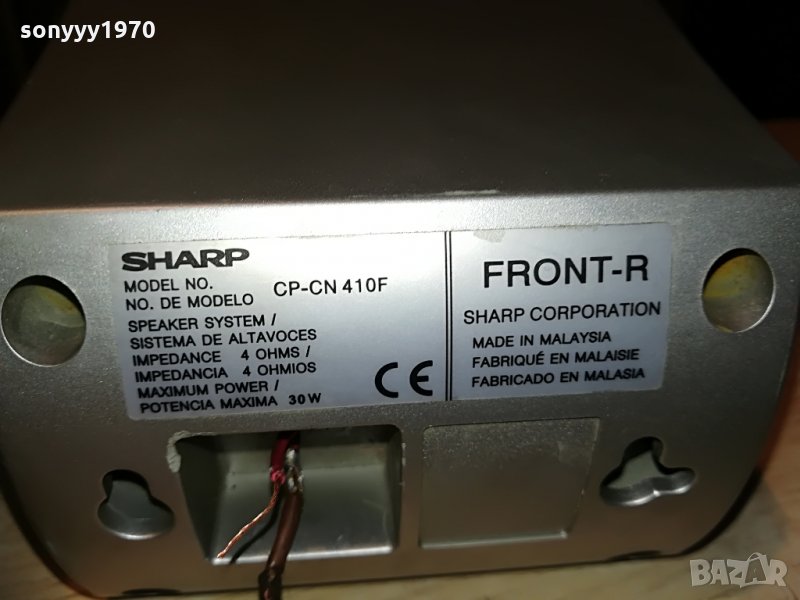 sonyyy1970
SHARP
MODEL NO.
NO. DE MODELO CP-CN 410F
SPEAKER SYSTEM /
SISTEMA DE ALTAVOCES
IMPEDANCE 4 OHMS /
IMPEDANCIA 4 OHMIOS
MAXIMUM POWER /
POTENCIA MAXIMA 30 W
CE
FRONT-R
SHARP CORPORATION
MADE IN MALAYSIA
FABRIQUÉ EN MALAISIE
FABRICADO EN MALASIA
BAZAR